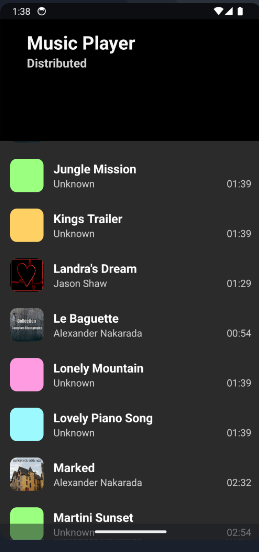 1:38
Music Player
Distributed
Jungle Mission
Unknown 01:39
Kings Trailer
Unknown 01:39
Landra's Dream
Jason Shaw 01:29
Le Baguette
Alexander Nakarada 00:54
Lonely Mountain
Unknown 01:39
Lovely Piano Song
Unknown 01:39
Marked
Alexander Nakarada 02:32
Martini Sunset
Unknown 02:54